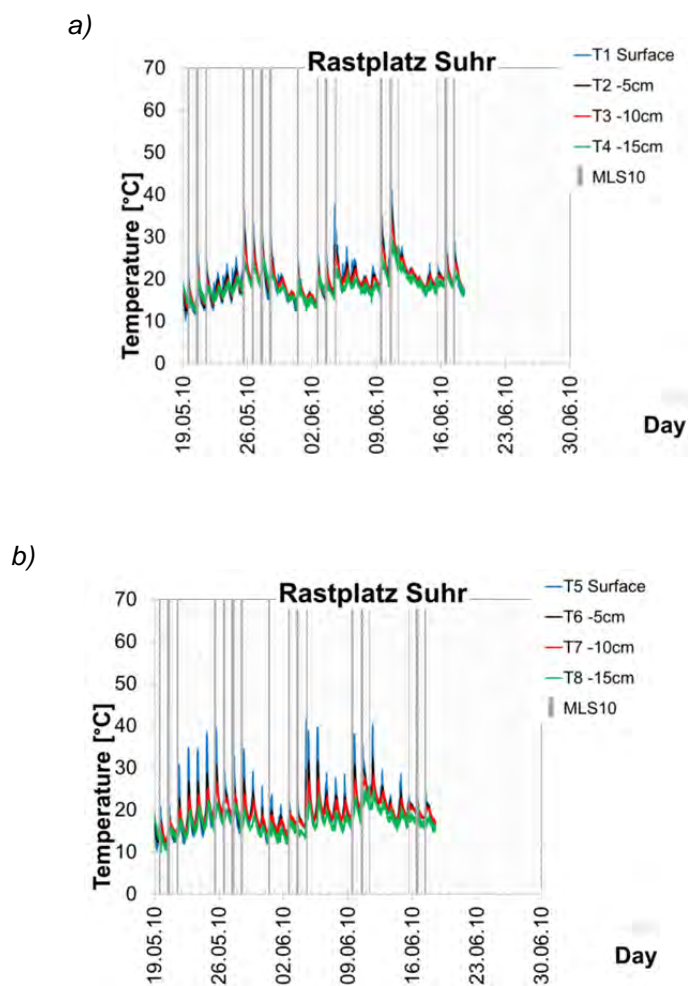 a)
Rastplatz Suhr
70
60
50
40
30
20
10
0
Temperature [°C]
19.05.10
26.05.10
02.06.10
09.06.10
16.06.10
23.06.10
30.06.10
Day
T1 Surface
T2 -5cm
T3 -10cm
T4 -15cm
MLS10
b)
Rastplatz Suhr
70
60
50
40
30
20
10
0
Temperature [°C]
19.05.10
26.05.10
02.06.10
09.06.10
16.06.10
23.06.10
30.06.10
Day
T5 Surface
T6 -5cm
T7 -10cm
T8 -15cm
MLS10